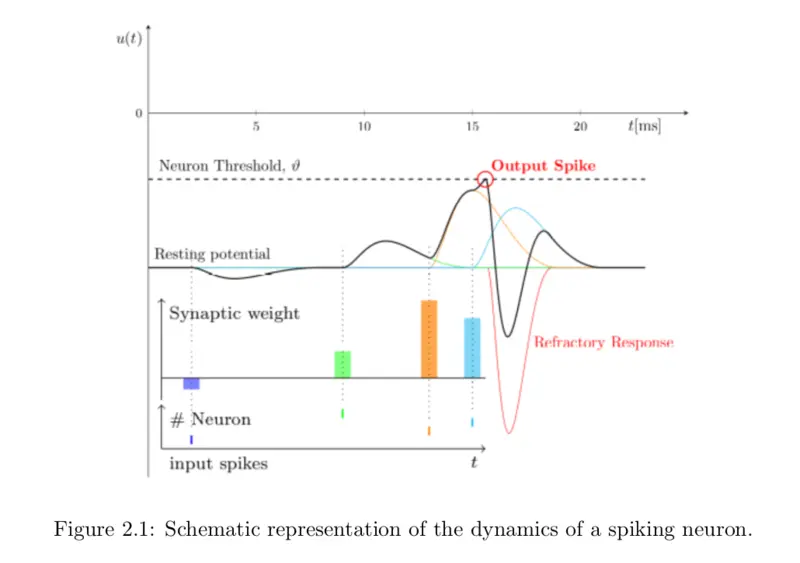 u(t)
0
5
10
15
20
t[ms]
Neuron Threshold, ϑ
Output Spike
Resting potential
Synaptic weight
Refractory Response
# Neuron
input spikes
t
Figure 2.1: Schematic representation of the dynamics of a spiking neuron.